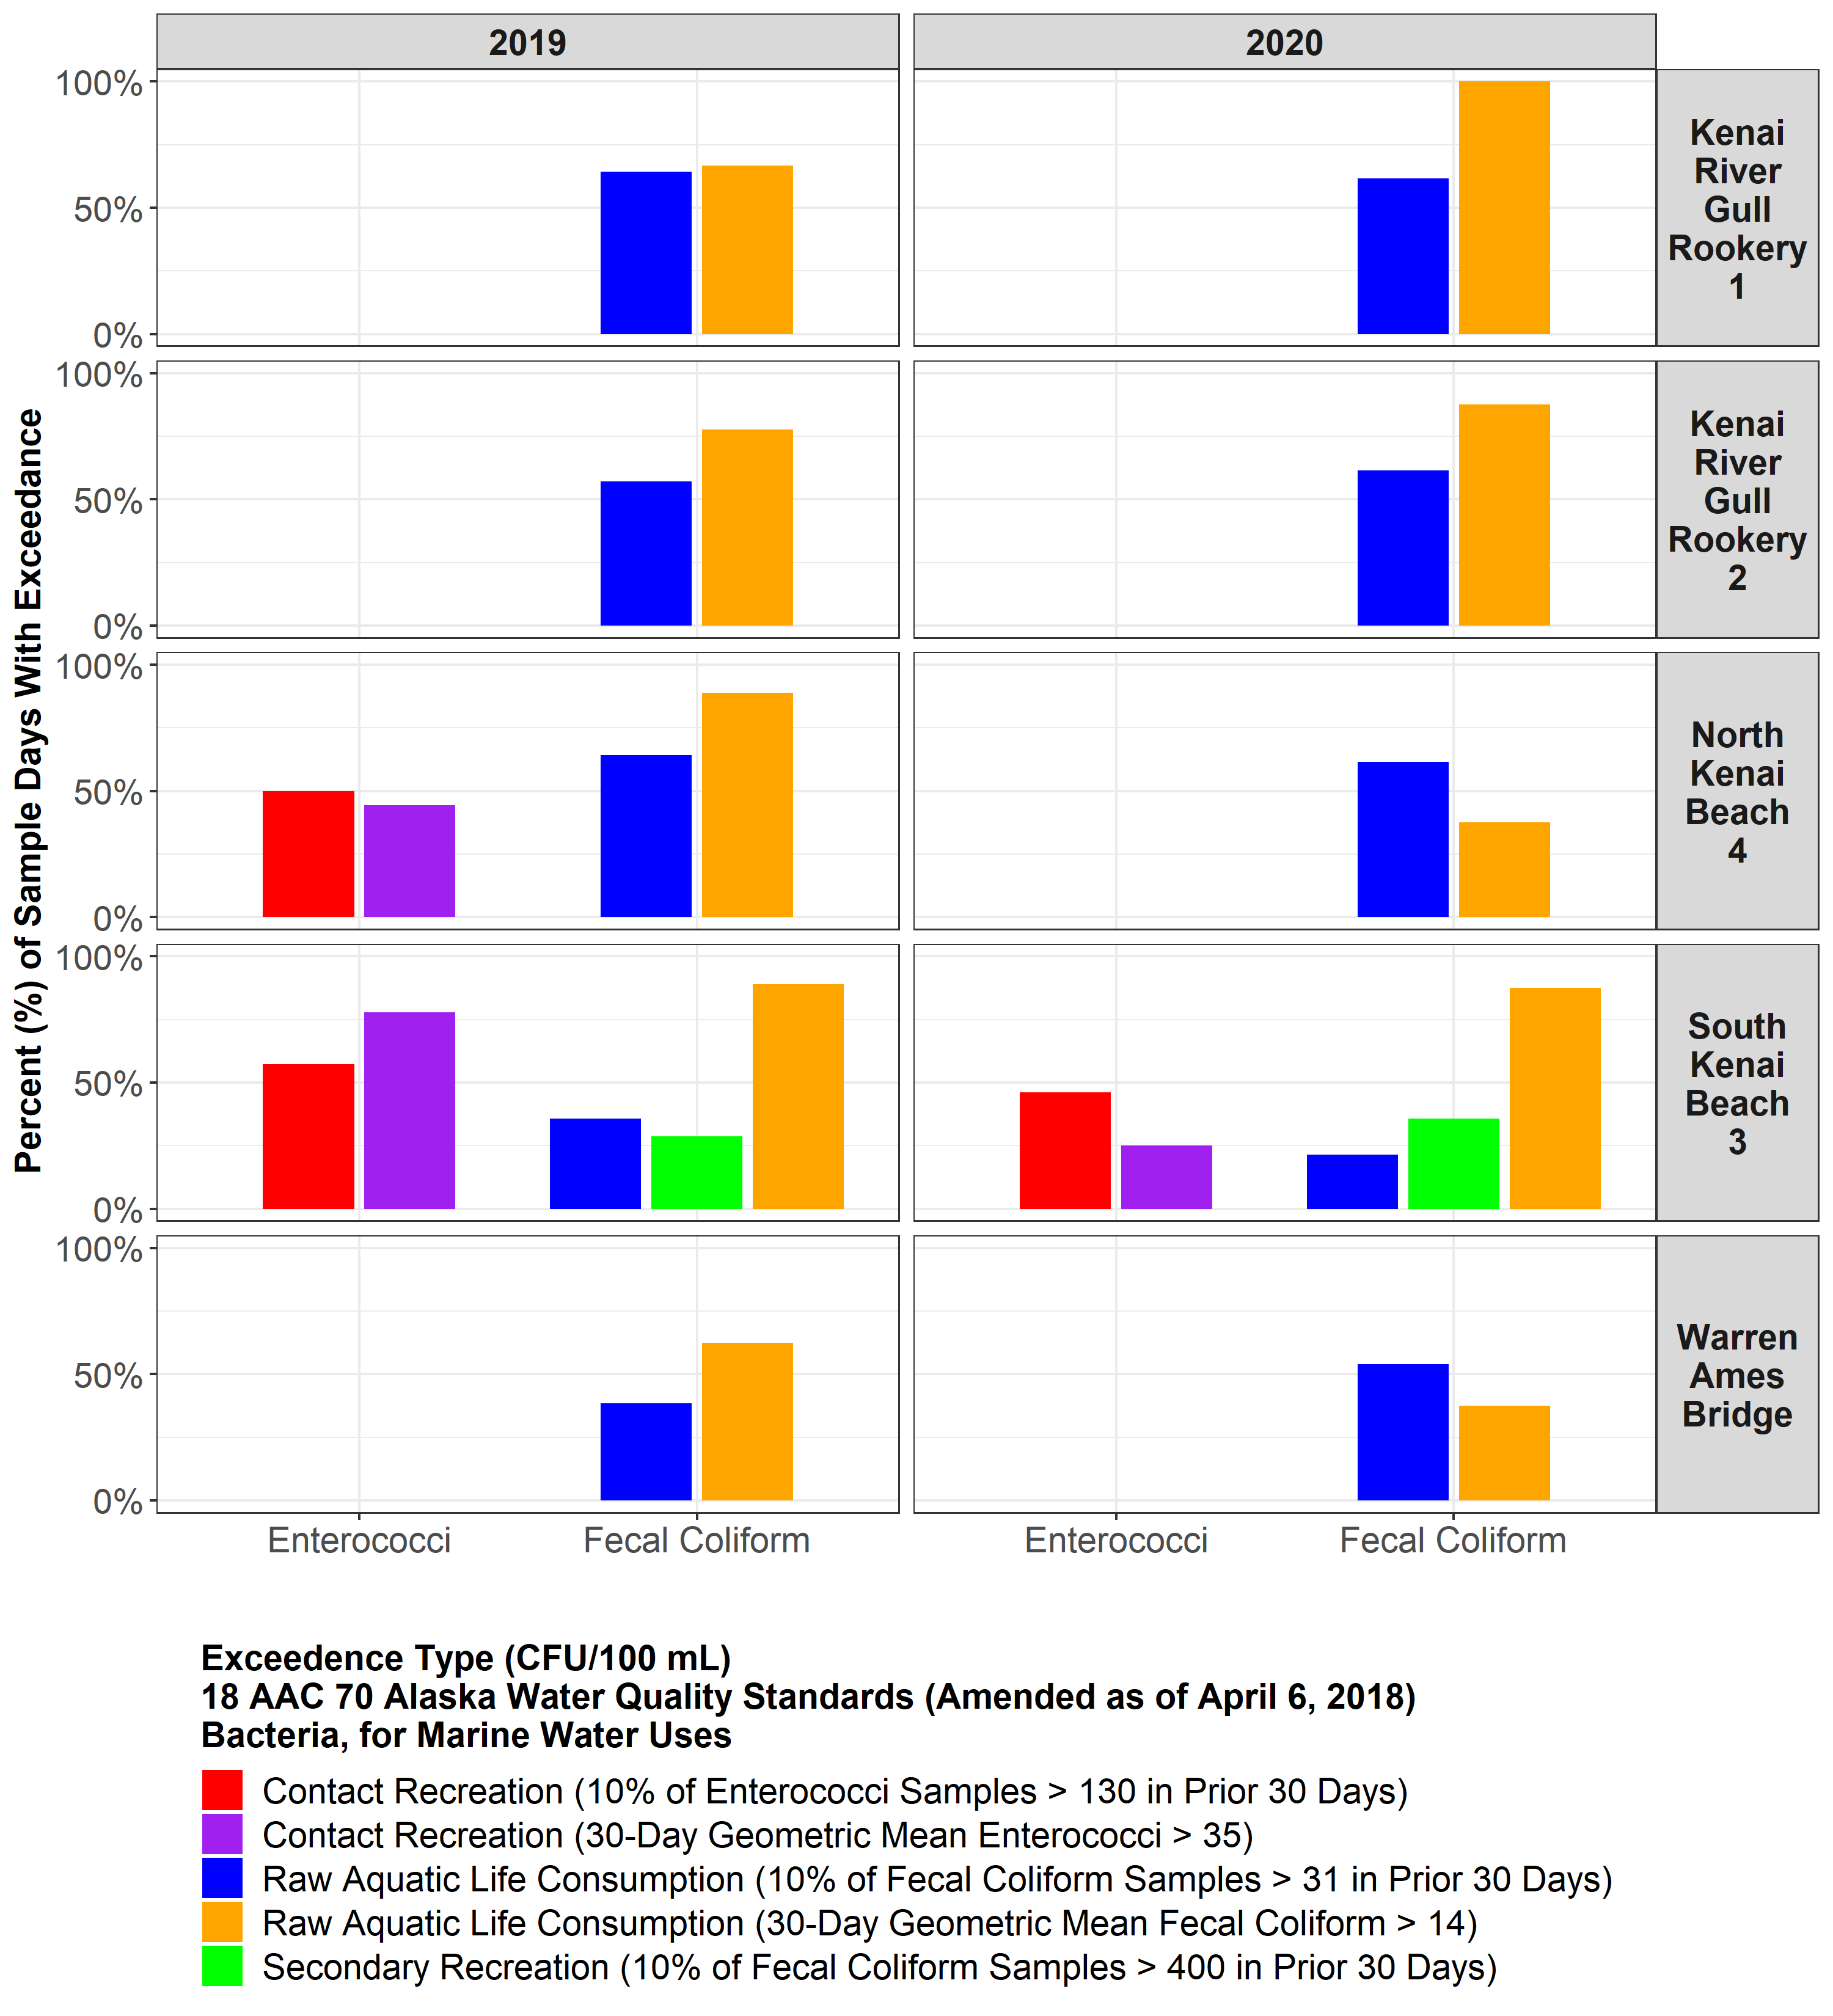 2019
2020
100%
50%
0%
Kenai
River
Gull
Rookery
1
100%
50%
0%
Kenai
River
Gull
Rookery
2
100%
50%
0%
North
Kenai
Beach
4
100%
50%
0%
South
Kenai
Beach
3
100%
50%
0%
Warren
Ames
Bridge
Percent (%) of Sample Days With Exceedance
Enterococci
Fecal Coliform
Enterococci
Fecal Coliform
Exceedence Type (CFU/100 mL)
18 AAC 70 Alaska Water Quality Standards (Amended as of April 6, 2018)
Bacteria, for Marine Water Uses
Contact Recreation (10% of Enterococci Samples > 130 in Prior 30 Days)
Contact Recreation (30-Day Geometric Mean Enterococci > 35)
Raw Aquatic Life Consumption (10% of Fecal Coliform Samples > 31 in Prior 30 Days)
Raw Aquatic Life Consumption (30-Day Geometric Mean Fecal Coliform > 14)
Secondary Recreation (10% of Fecal Coliform Samples > 400 in Prior 30 Days)